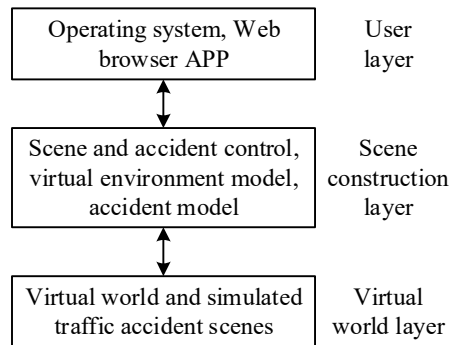 Operating system, Web
browser APP
User
layer
Scene and accident control,
virtual environment model,
accident model
Scene
construction
layer
Virtual world and simulated
traffic accident scenes
Virtual
world layer